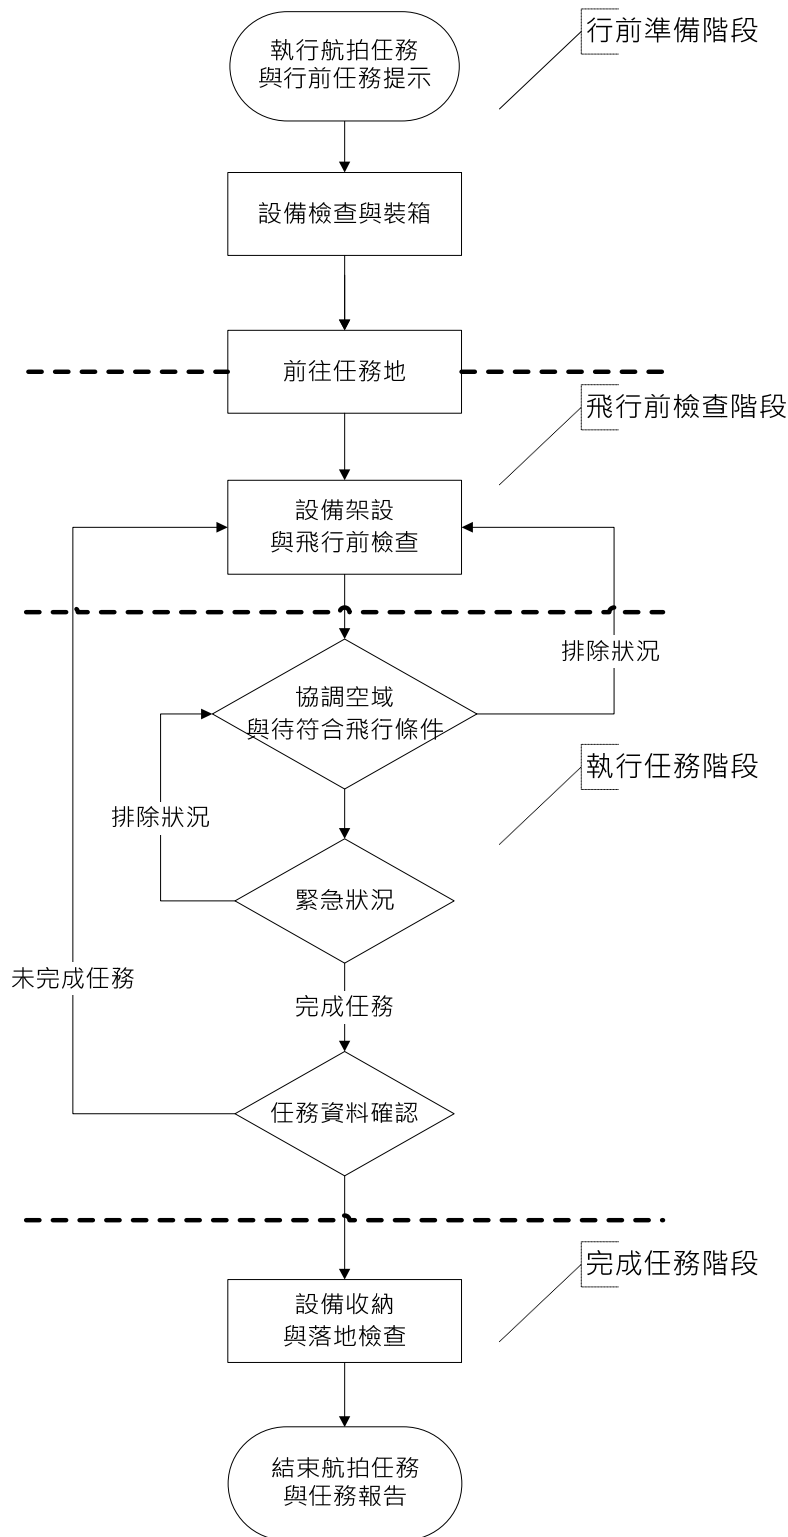 行前準備階段
執行航拍任務
與行前任務提示
設備檢查與裝箱
前往任務地
飛行前檢查階段
設備架設
與飛行前檢查
排除狀況
協調空域
與待符合飛行條件
執行任務階段
排除狀況
緊急狀況
未完成任務
完成任務
任務資料確認
完成任務階段
設備收納
與落地檢查
結束航拍任務
與任務報告